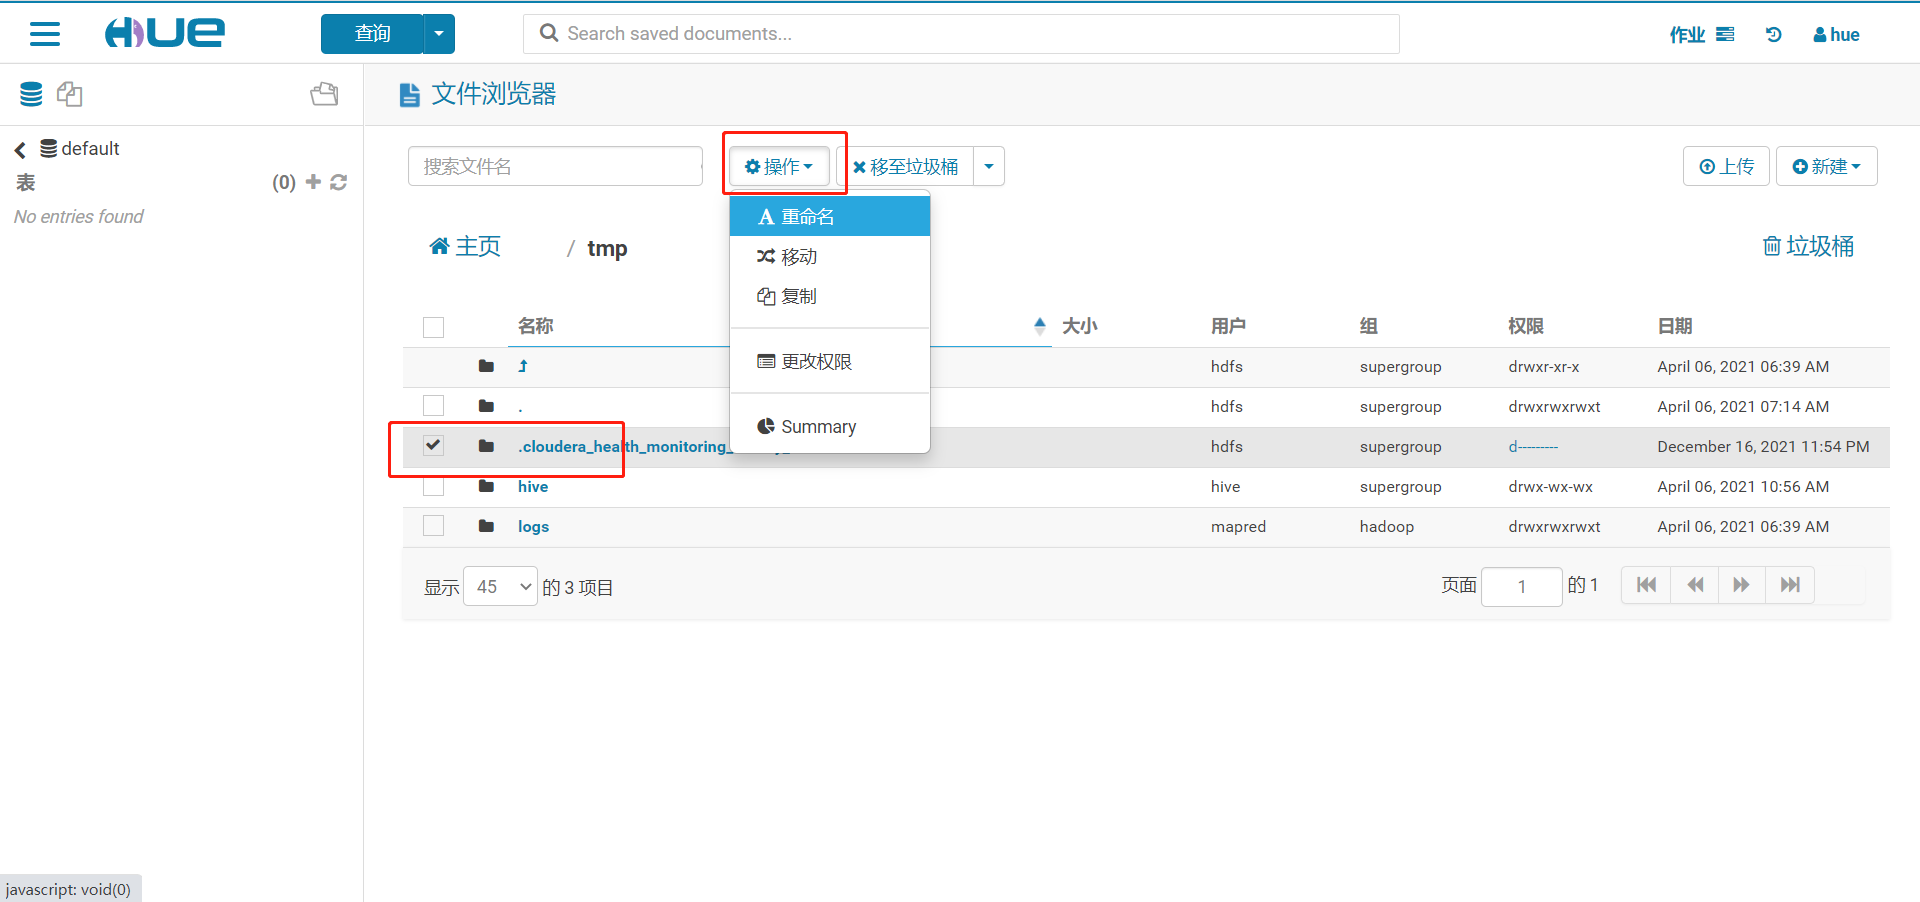 HUE
查询
Search saved documents...
作业
hue
文件浏览器
default
表
(0)
No entries found
搜索文件名
操作
移至垃圾桶
上传
新建
重命名
移动
复制
更改权限
Summary
主页
/ tmp
垃圾桶
名称 大小 用户 组 权限 日期
hdfs supergroup drwxr-xr-x April 06, 2021 06:39 AM
. hdfs supergroup drwxrwxrwxt April 06, 2021 07:14 AM
.cloudera_health_monitoring_ hdfs supergroup d--------- December 16, 2021 11:54 PM
hive hive supergroup drwx-wx-wx April 06, 2021 10:56 AM
logs mapred hadoop drwxrwxrwxt April 06, 2021 06:39 AM
显示 45 的 3 项目
页面 1 的 1
javascript: void(0)